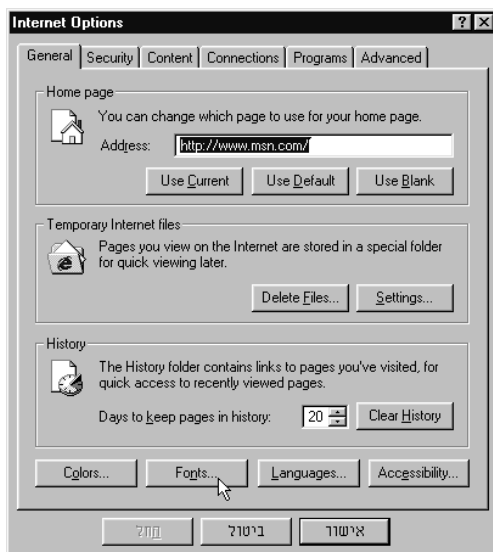 Internet Options
General Security Content Connections Programs Advanced
Home page
You can change which page to use for your home page.
Address: http://www.msn.com/
Use Current Use Default Use Blank
Temporary Internet files
Pages you view on the Internet are stored in a special folder
for quick viewing later.
Delete Files... Settings...
History
The History folder contains links to pages you've visited, for
quick access to recently viewed pages.
Days to keep pages in history: 20 Clear History
Colors... Fonts... Languages... Accessibility...
החל ביטול אישור